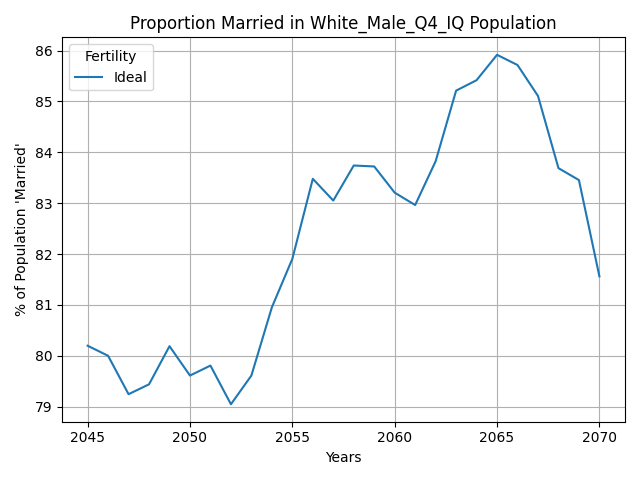 Proportion Married in White_Male_Q4_IQ Population
Fertility
Ideal
% of Population 'Married'
86
85
84
83
82
81
80
79
2045
2050
2055
2060
2065
2070
Years